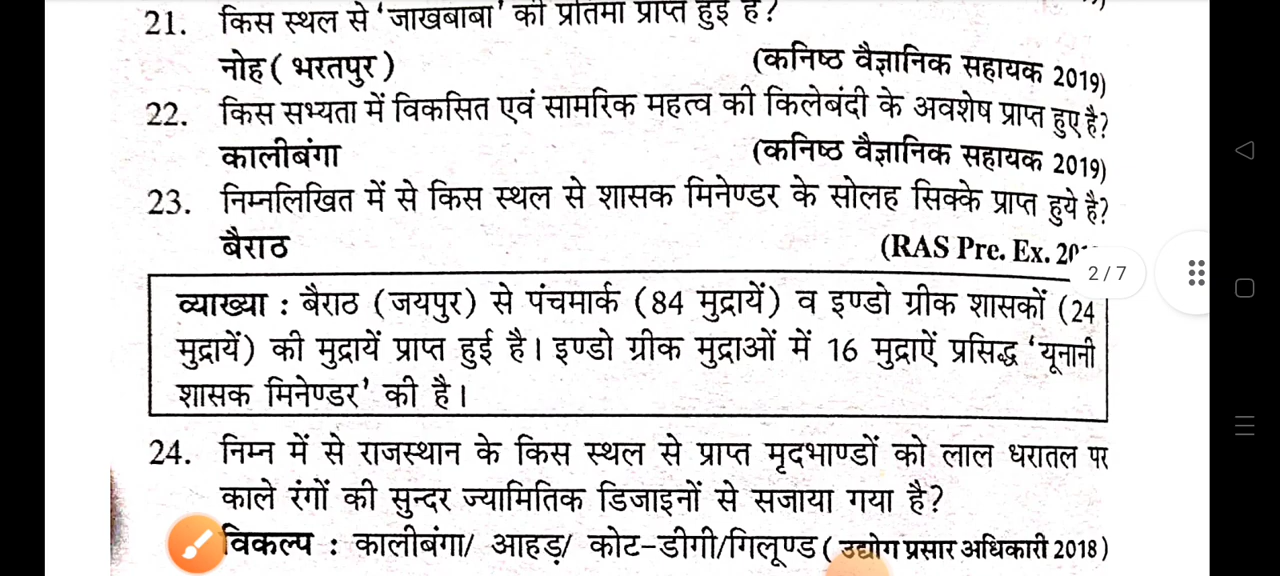 21. किस स्थल से 'जाखबाबा' की प्रतिमा प्राप्त हुई है?
नोह ( भरतपुर ) (कनिष्ठ वैज्ञानिक सहायक 2019)
22. किस सभ्यता में विकसित एवं सामरिक महत्व की किलेबंदी के अवशेष प्राप्त हुए है?
कालीबंगा (कनिष्ठ वैज्ञानिक सहायक 2019)
23. निम्नलिखित में से किस स्थल से शासक मिनेण्डर के सोलह सिक्के प्राप्त हुये है?
बैराठ (RAS Pre. Ex.
2/7
व्याख्या : बैराठ (जयपुर) से पंचमार्क (84 मुद्रायें) व इण्डो ग्रीक शासकों (24
मुद्रायें) की मुद्रायें प्राप्त हुई है। इण्डो ग्रीक मुद्राओं में 16 मुद्राऐं प्रसिद्ध 'यूनानी
शासक मिनेण्डर' की है।
24. निम्न में से राजस्थान के किस स्थल से प्राप्त मृदभाण्डों को लाल धरातल पर
काले रंगों की सुन्दर ज्यामितिक डिजाइनों से सजाया गया है?
विकल्प : कालीबंगा/ आहड़/ कोट-डीगी/गिलूण्ड ( उद्योग प्रसार अधिकारी 2018)